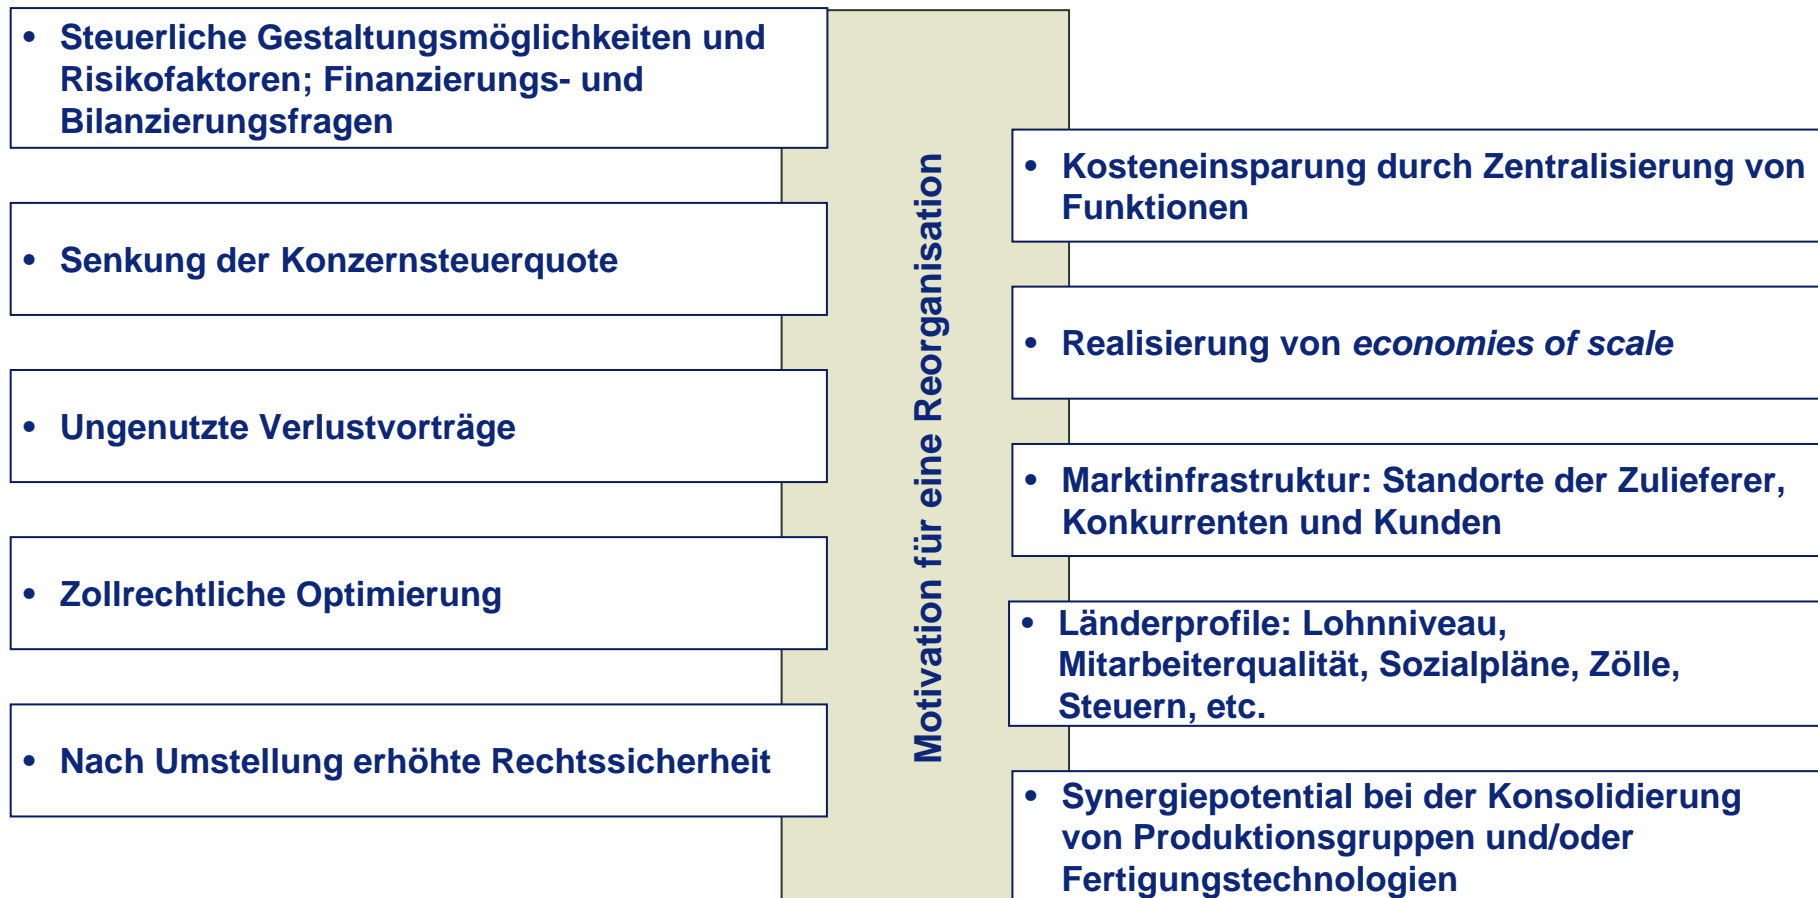 • Steuerliche Gestaltungsmöglichkeiten und
Risikofaktoren; Finanzierungs- und
Bilanzierungsfragen
• Senkung der Konzernsteuerquote
• Ungenutzte Verlustvorträge
• Zollrechtliche Optimierung
• Nach Umstellung erhöhte Rechtssicherheit
Motivation für eine Reorganisation
• Kosteneinsparung durch Zentralisierung von
Funktionen
• Realisierung von economies of scale
• Marktinfrastruktur: Standorte der Zulieferer,
Konkurrenten und Kunden
• Länderprofile: Lohnniveau,
Mitarbeiterqualität, Sozialpläne, Zölle,
Steuern, etc.
• Synergiepotential bei der Konsolidierung
von Produktionsgruppen und/oder
Fertigungstechnologien